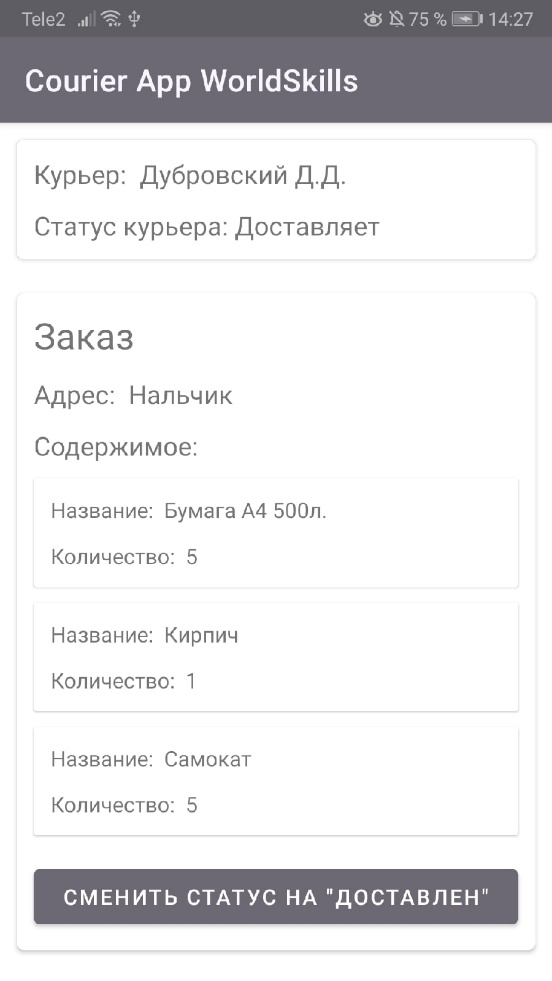 Tele2 75 % 14:27
Courier App WorldSkills
Курьер: Дубровский Д.Д.
Статус курьера: Доставляет
Заказ
Адрес: Нальчик
Содержимое:
Название: Бумага А4 500л.
Количество: 5
Название: Кирпич
Количество: 1
Название: Самокат
Количество: 5
СМЕНИТЬ СТАТУС НА "ДОСТАВЛЕН"